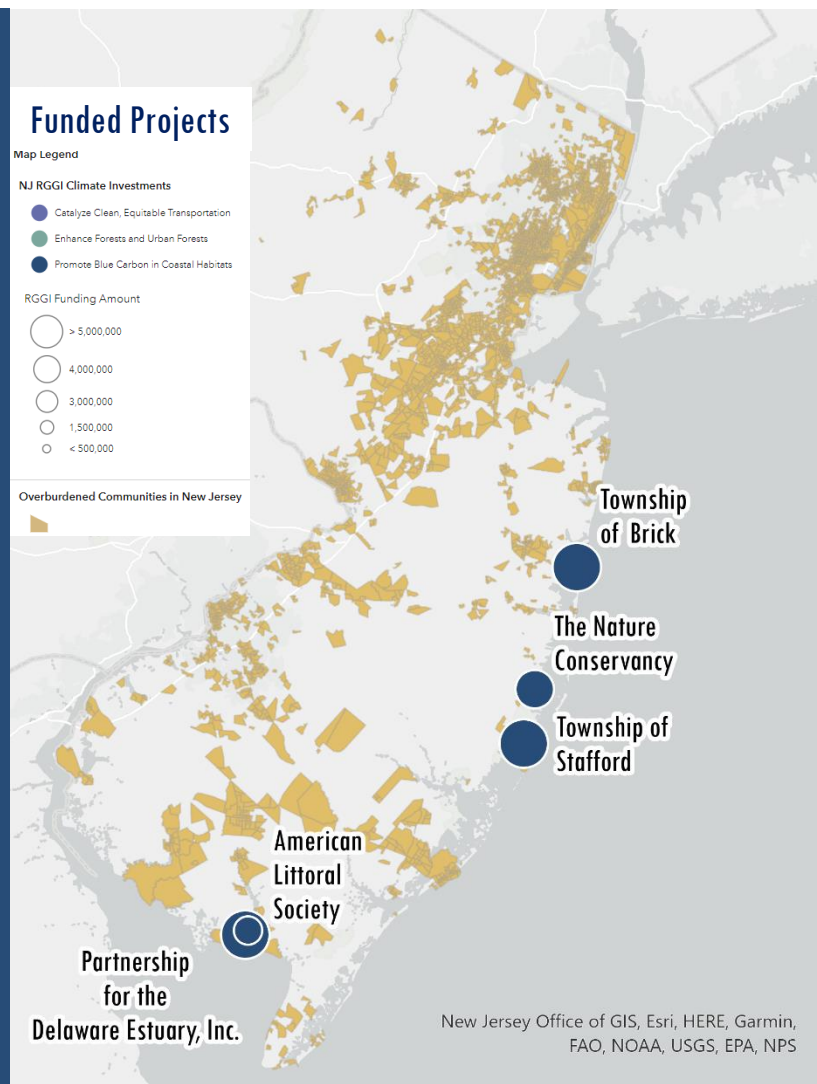 Funded Projects
Map Legend
NJ RGGI Climate Investments
Catalyze Clean, Equitable Transportation
Enhance Forests and Urban Forests
Promote Blue Carbon in Coastal Habitats
RGGI Funding Amount
> 5,000,000
4,000,000
3,000,000
1,500,000
< 500,000
Overburdened Communities in New Jersey
Township
of Brick
The Nature
Conservancy
Township of
Stafford
American
Littoral
Society
Partnership
for the
Delaware Estuary, Inc.
New Jersey Office of GIS, Esri, HERE, Garmin,
FAO, NOAA, USGS, EPA, NPS